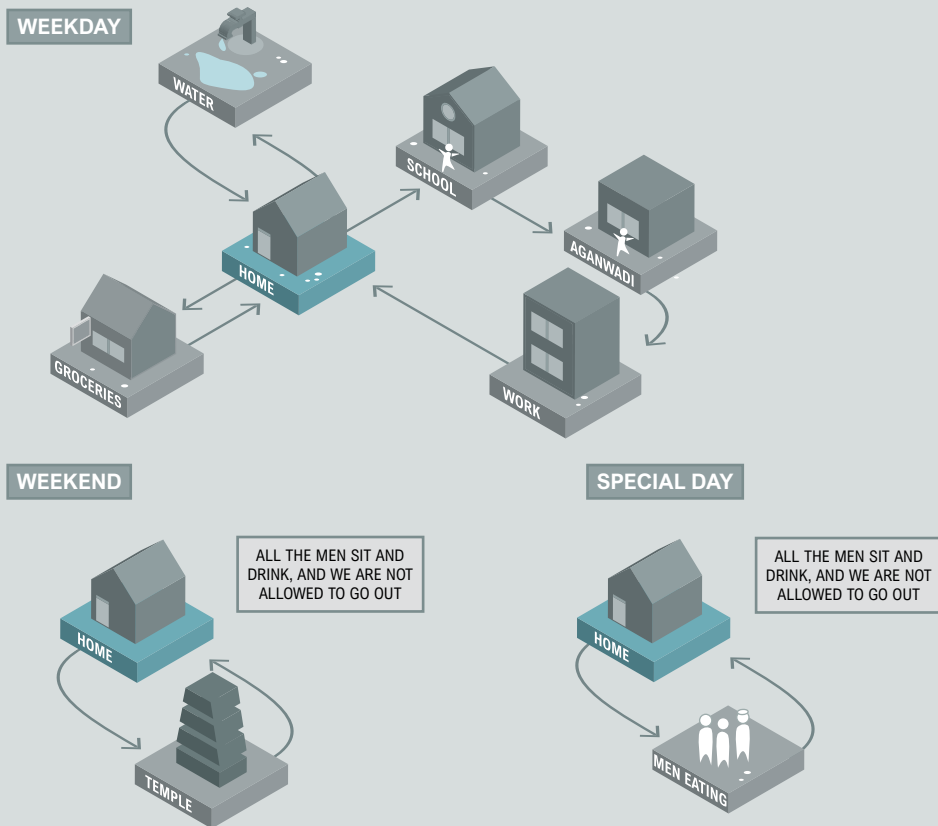 WEEKDAY
WATER
SCHOOL
AGANWADI
HOME
GROCERIES
WORK
WEEKEND
SPECIAL DAY
HOME
ALL THE MEN SIT AND
DRINK, AND WE ARE NOT
ALLOWED TO GO OUT
TEMPLE
HOME
ALL THE MEN SIT AND
DRINK, AND WE ARE NOT
ALLOWED TO GO OUT
MEN EATING